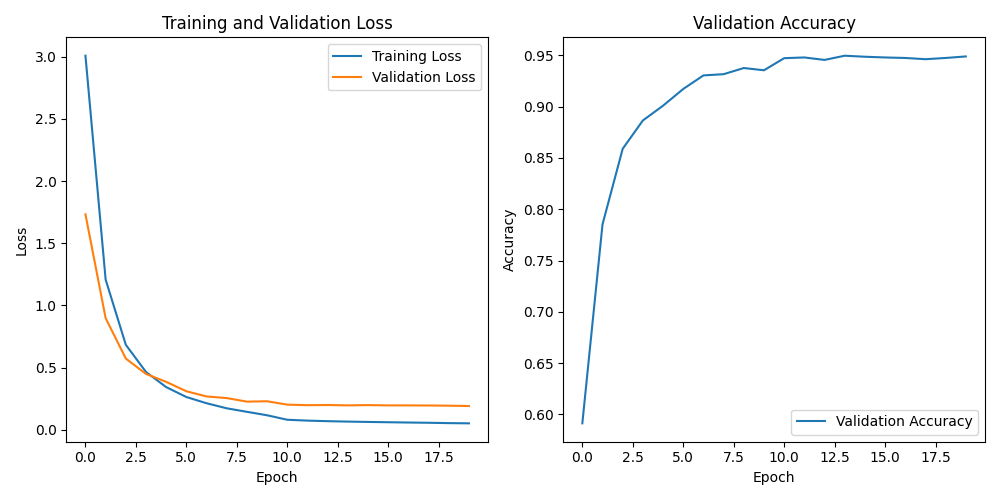 Training and Validation Loss
3.0
2.5
2.0
1.5
1.0
0.5
0.0
Loss
Training Loss
Validation Loss
0.0 2.5 5.0 7.5 10.0 12.5 15.0 17.5
Epoch
Validation Accuracy
0.95
0.90
0.85
0.80
0.75
0.70
0.65
0.60
Accuracy
Validation Accuracy
0.0 2.5 5.0 7.5 10.0 12.5 15.0 17.5
Epoch